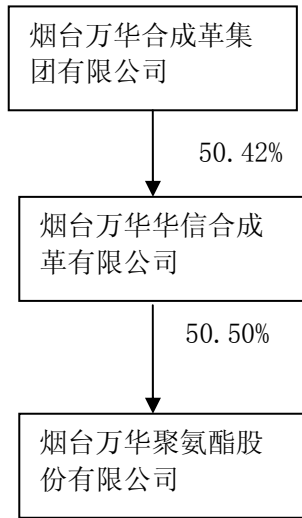 烟台万华合成革集
团有限公司
50.42%
烟台万华华信合成
革有限公司
50.50%
烟台万华聚氨酯股
份有限公司